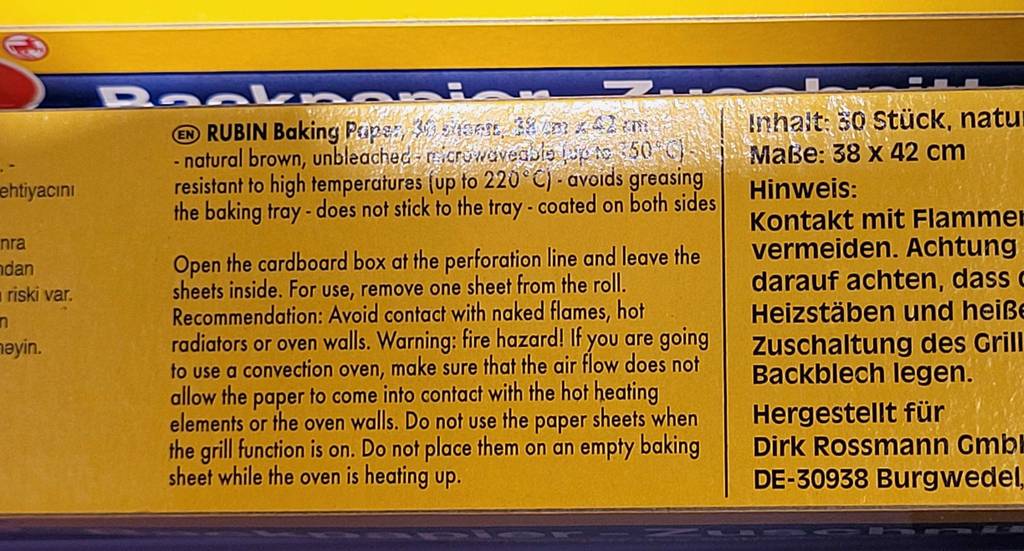 Backpapier-Zuschnitt
-
ehtiyacını
nra
ndan
riski var.
n
məyin.
EN RUBIN Baking Paper, 30 sheets, 38 cm x 42 cm
- natural brown, unbleached - microwaveable (up to 150°C) -
resistant to high temperatures (up to 220°C) - avoids greasing
the baking tray - does not stick to the tray - coated on both sides
Open the cardboard box at the perforation line and leave the
sheets inside. For use, remove one sheet from the roll.
Recommendation: Avoid contact with naked flames, hot
radiators or oven walls. Warning: fire hazard! If you are going
to use a convection oven, make sure that the air flow does not
allow the paper to come into contact with the hot heating
elements or the oven walls. Do not use the paper sheets when
the grill function is on. Do not place them on an empty baking
sheet while the oven is heating up.
Inhalt: 30 Stück, natu
Maße: 38 x 42 cm
Hinweis:
Kontakt mit Flammen
vermeiden. Achtung
darauf achten, dass
Heizstäben und heiße
Zuschaltung des Grill
Backblech legen.
Hergestellt für
Dirk Rossmann GmbH
DE-30938 Burgwedel,